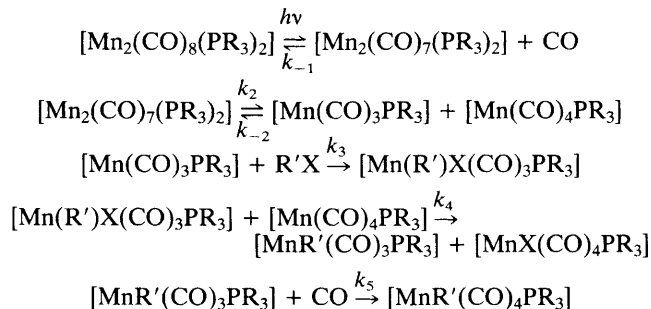 hν
[Mn₂(CO)₈(PR₃)₂] ⇌ [Mn₂(CO)₇(PR₃)₂] + CO
k₋₁
k₂
[Mn₂(CO)₇(PR₃)₂] ⇌ [Mn(CO)₃PR₃] + [Mn(CO)₄PR₃]
k₋₂
[Mn(CO)₃PR₃] + R′X →k₃ [Mn(R′)X(CO)₃PR₃]
[Mn(R′)X(CO)₃PR₃] + [Mn(CO)₄PR₃] →k₄
[MnR′(CO)₃PR₃] + [MnX(CO)₄PR₃]
[MnR′(CO)₃PR₃] + CO →k₅ [MnR′(CO)₄PR₃]